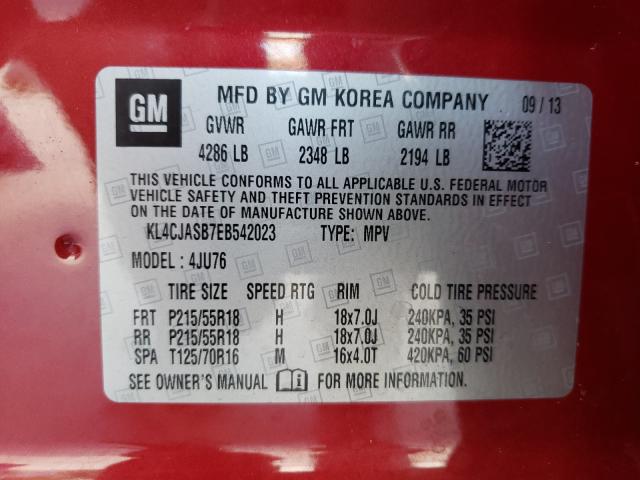 GM
MFD BY GM KOREA COMPANY 09 / 13
GVWR GAWR FRT GAWR RR
4286 LB 2348 LB 2194 LB
THIS VEHICLE CONFORMS TO ALL APPLICABLE U.S. FEDERAL MOTOR
VEHICLE SAFETY AND THEFT PREVENTION STANDARDS IN EFFECT
ON THE DATE OF MANUFACTURE SHOWN ABOVE.
KL4CJASB7EB542023 TYPE: MPV
MODEL : 4JU76
TIRE SIZE SPEED RTG RIM COLD TIRE PRESSURE
FRT P215/55R18 H 18x7.0J 240KPA, 35 PSI
RR P215/55R18 H 18x7.0J 240KPA, 35 PSI
SPA T125/70R16 M 16x4.0T 420KPA, 60 PSI
SEE OWNER'S MANUAL FOR MORE INFORMATION.